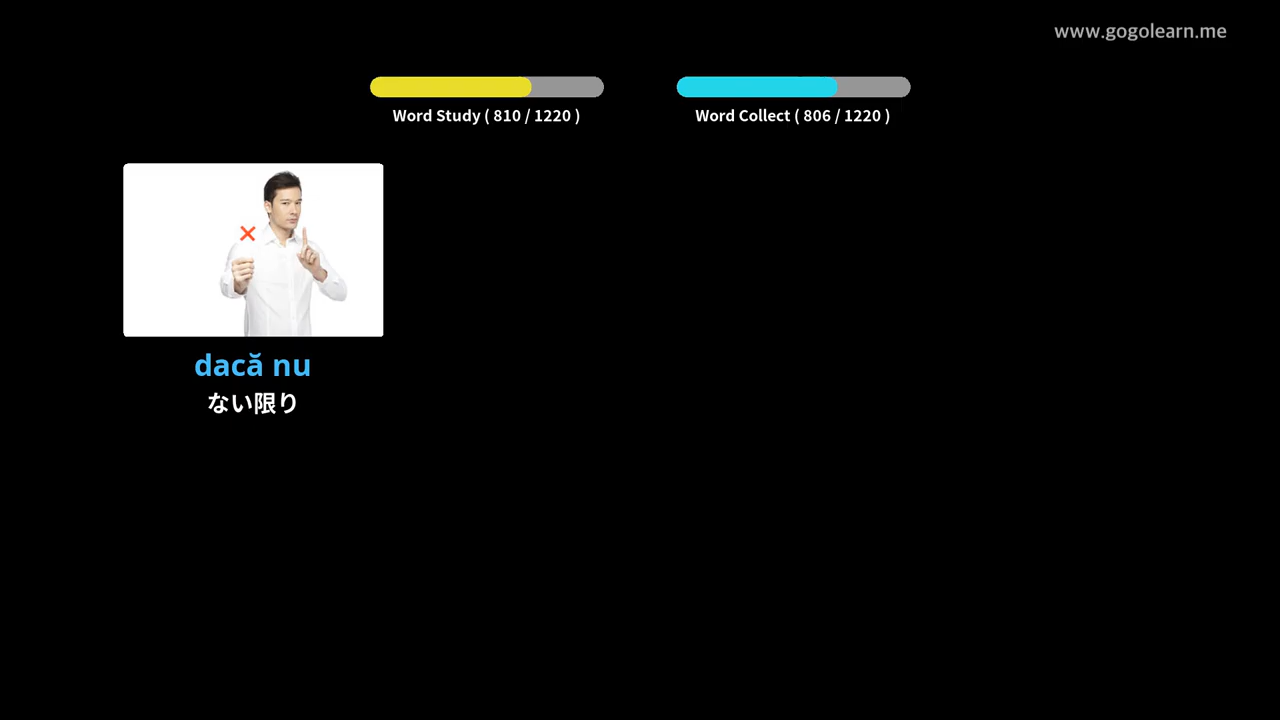 www.gogolearn.me
Word Study ( 810 / 1220 )
Word Collect ( 806 / 1220 )
dacă nu
ない限り